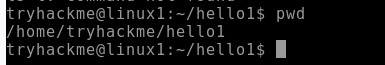 tryhackme@linux1:~/hello1$ pwd
/home/tryhackme/hello1
tryhackme@linux1:~/hello1$